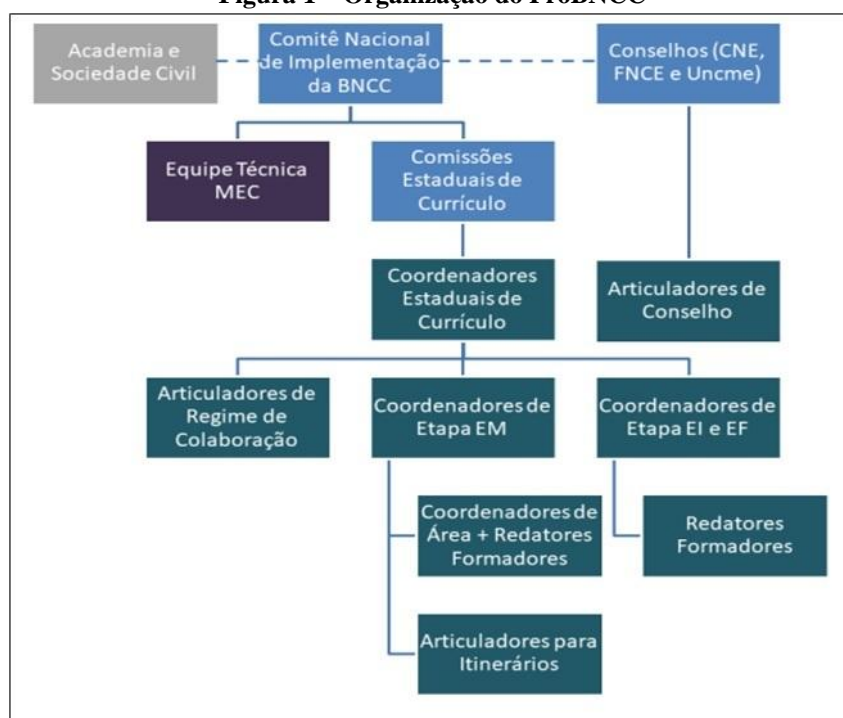 Figura 1 – Organização do ProBNCC
Academia e
Sociedade Civil
Comitê Nacional
de Implementação
da BNCC
Conselhos (CNE,
FNCE e Uncme)
Equipe Técnica
MEC
Comissões
Estaduais de
Currículo
Coordenadores
Estaduais de
Currículo
Articuladores de
Conselho
Articuladores de
Regime de
Colaboração
Coordenadores de
Etapa EM
Coordenadores de
Etapa EI e EF
Coordenadores de
Área + Redatores
Formadores
Redatores
Formadores
Articuladores para
Itinerários